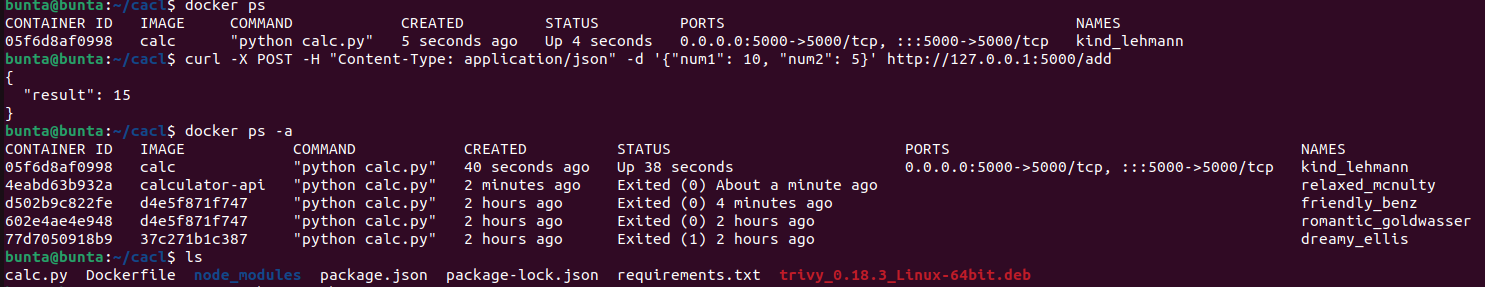 bunta@bunta:~/cacl$ docker ps
CONTAINER ID   IMAGE     COMMAND            CREATED         STATUS         PORTS                                       NAMES
05f6d8af0998   calc      "python calc.py"   5 seconds ago   Up 4 seconds   0.0.0.0:5000->5000/tcp, :::5000->5000/tcp   kind_lehmann
bunta@bunta:~/cacl$ curl -X POST -H "Content-Type: application/json" -d '{"num1": 10, "num2": 5}' http://127.0.0.1:5000/add
{
  "result": 15
}
bunta@bunta:~/cacl$ docker ps -a
CONTAINER ID   IMAGE            COMMAND            CREATED          STATUS                          PORTS                                       NAMES
05f6d8af0998   calc             "python calc.py"   40 seconds ago   Up 38 seconds                   0.0.0.0:5000->5000/tcp, :::5000->5000/tcp   kind_lehmann
4eabd63b932a   calculator-api   "python calc.py"   2 minutes ago    Exited (0) About a minute ago                                               relaxed_mcnulty
d502b9c822fe   d4e5f871f747     "python calc.py"   2 hours ago      Exited (0) 4 minutes ago                                                    friendly_benz
602e4ae4e948   d4e5f871f747     "python calc.py"   2 hours ago      Exited (0) 2 hours ago                                                      romantic_goldwasser
77d7050918b9   37c271b1c387     "python calc.py"   2 hours ago      Exited (1) 2 hours ago                                                      dreamy_ellis
bunta@bunta:~/cacl$ ls
calc.py  Dockerfile  node_modules  package.json  package-lock.json  requirements.txt  trivy_0.18.3_Linux-64bit.deb